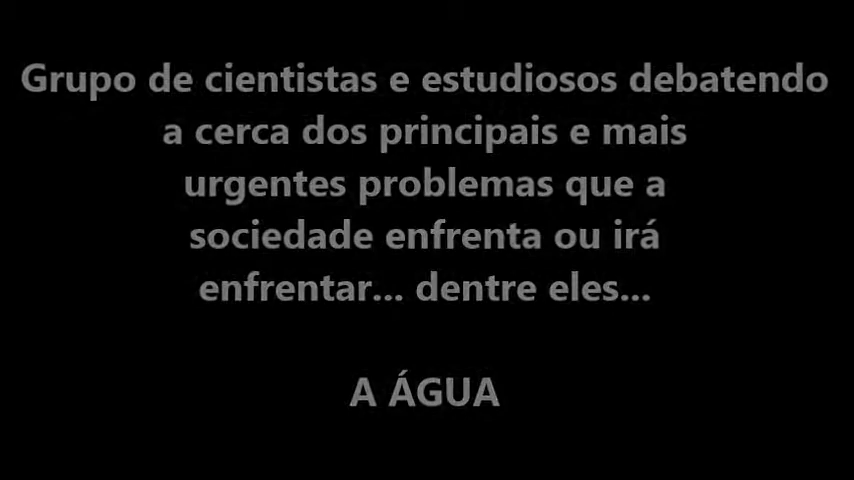 Grupo de cientistas e estudiosos debatendo
a cerca dos principais e mais
urgentes problemas que a
sociedade enfrenta ou irá
enfrentar... dentre eles...
A ÁGUA